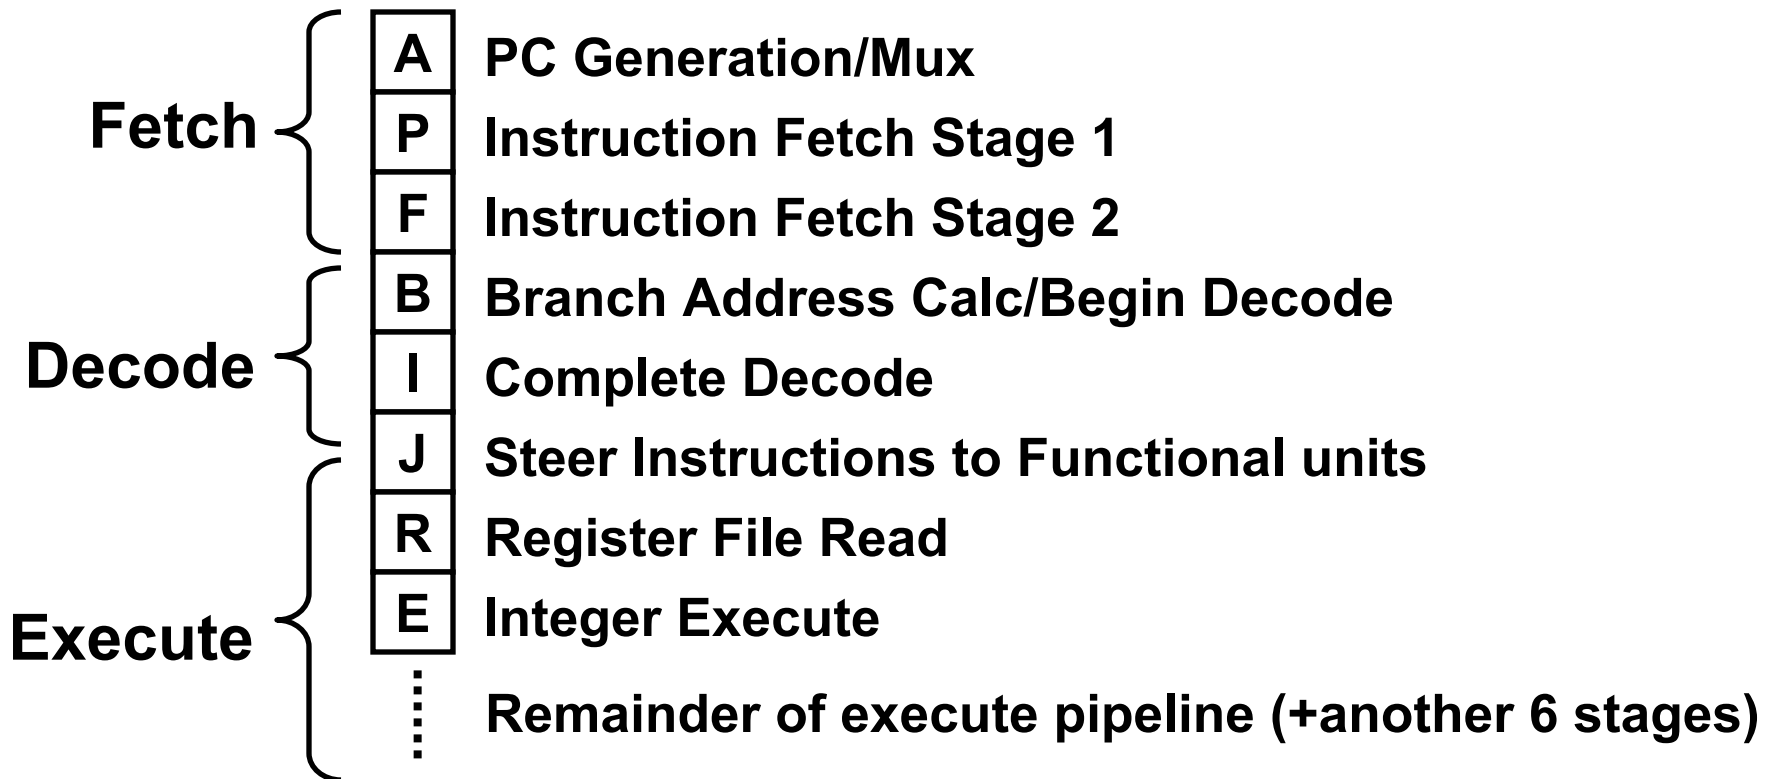 A PC Generation/Mux
Fetch P Instruction Fetch Stage 1
F Instruction Fetch Stage 2
B Branch Address Calc/Begin Decode
Decode I Complete Decode
J Steer Instructions to Functional units
R Register File Read
Execute E Integer Execute
Remainder of execute pipeline (+another 6 stages)